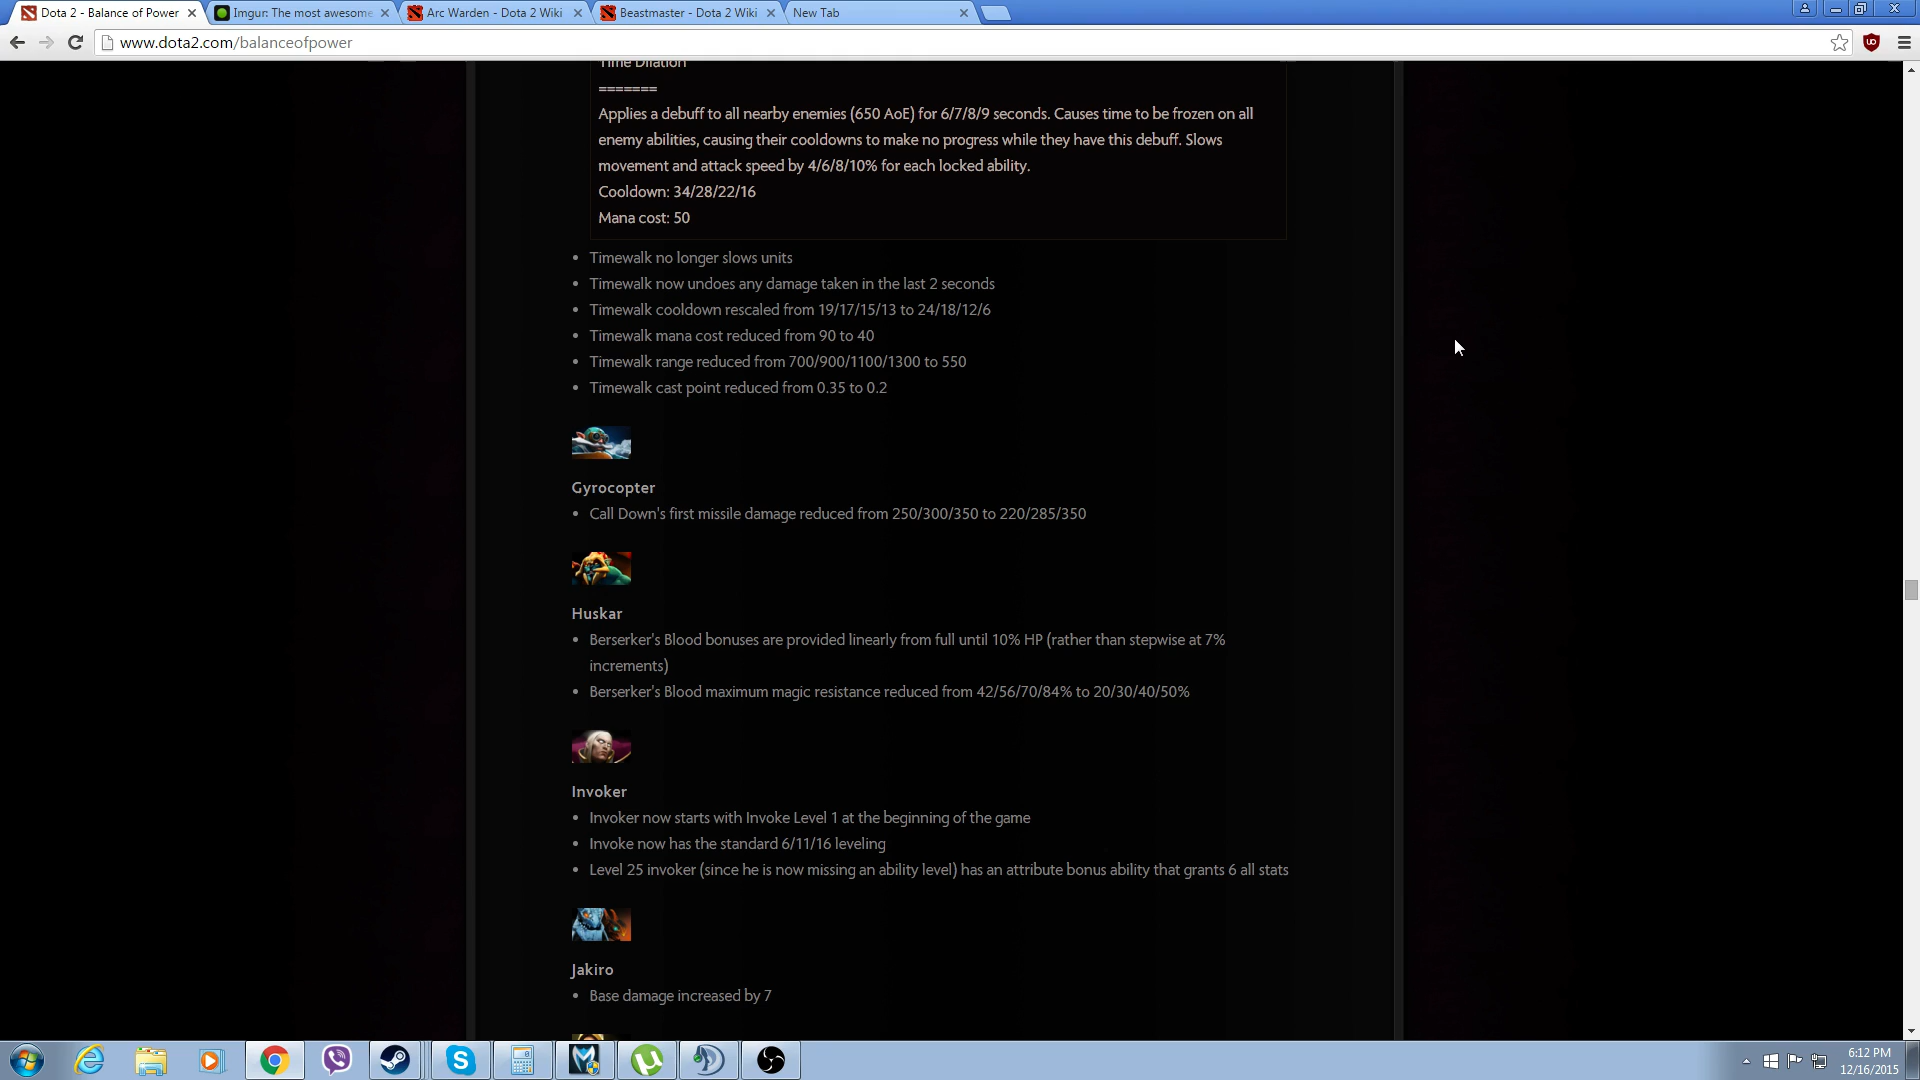 Dota 2 - Balance of Power
Imgur: The most awesome
Arc Warden - Dota 2 Wiki
Beastmaster - Dota 2 Wiki
New Tab
www.dota2.com/balanceofpower
Time Dilation
=======
Applies a debuff to all nearby enemies (650 AoE) for 6/7/8/9 seconds. Causes time to be frozen on all
enemy abilities, causing their cooldowns to make no progress while they have this debuff. Slows
movement and attack speed by 4/6/8/10% for each locked ability.
Cooldown: 34/28/22/16
Mana cost: 50
• Timewalk no longer slows units
• Timewalk now undoes any damage taken in the last 2 seconds
• Timewalk cooldown rescaled from 19/17/15/13 to 24/18/12/6
• Timewalk mana cost reduced from 90 to 40
• Timewalk range reduced from 700/900/1100/1300 to 550
• Timewalk cast point reduced from 0.35 to 0.2
Gyrocopter
• Call Down's first missile damage reduced from 250/300/350 to 220/285/350
Huskar
• Berserker's Blood bonuses are provided linearly from full until 10% HP (rather than stepwise at 7%
increments)
• Berserker's Blood maximum magic resistance reduced from 42/56/70/84% to 20/30/40/50%
Invoker
• Invoker now starts with Invoke Level 1 at the beginning of the game
• Invoke now has the standard 6/11/16 leveling
• Level 25 invoker (since he is now missing an ability level) has an attribute bonus ability that grants 6 all stats
Jakiro
• Base damage increased by 7
6:12 PM
12/16/2015